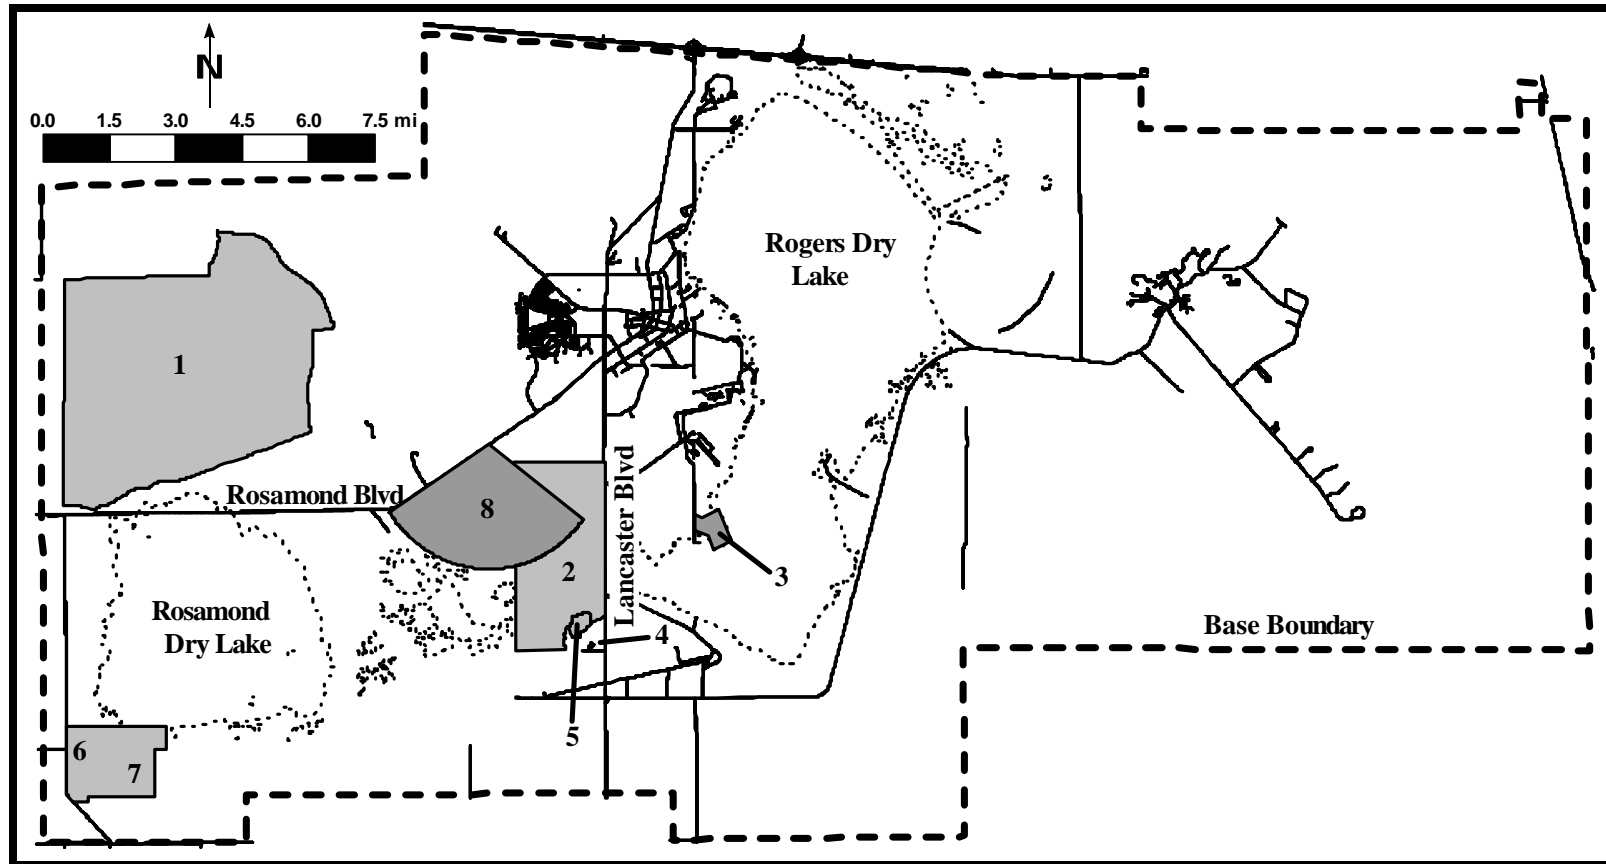 N
0.0 1.5 3.0 4.5 6.0 7.5 mi
Rogers Dry
Lake
1
Rosamond Blvd
8
Lancaster Blvd
2
3
Rosamond
Dry Lake
4
Base Boundary
5
6
7